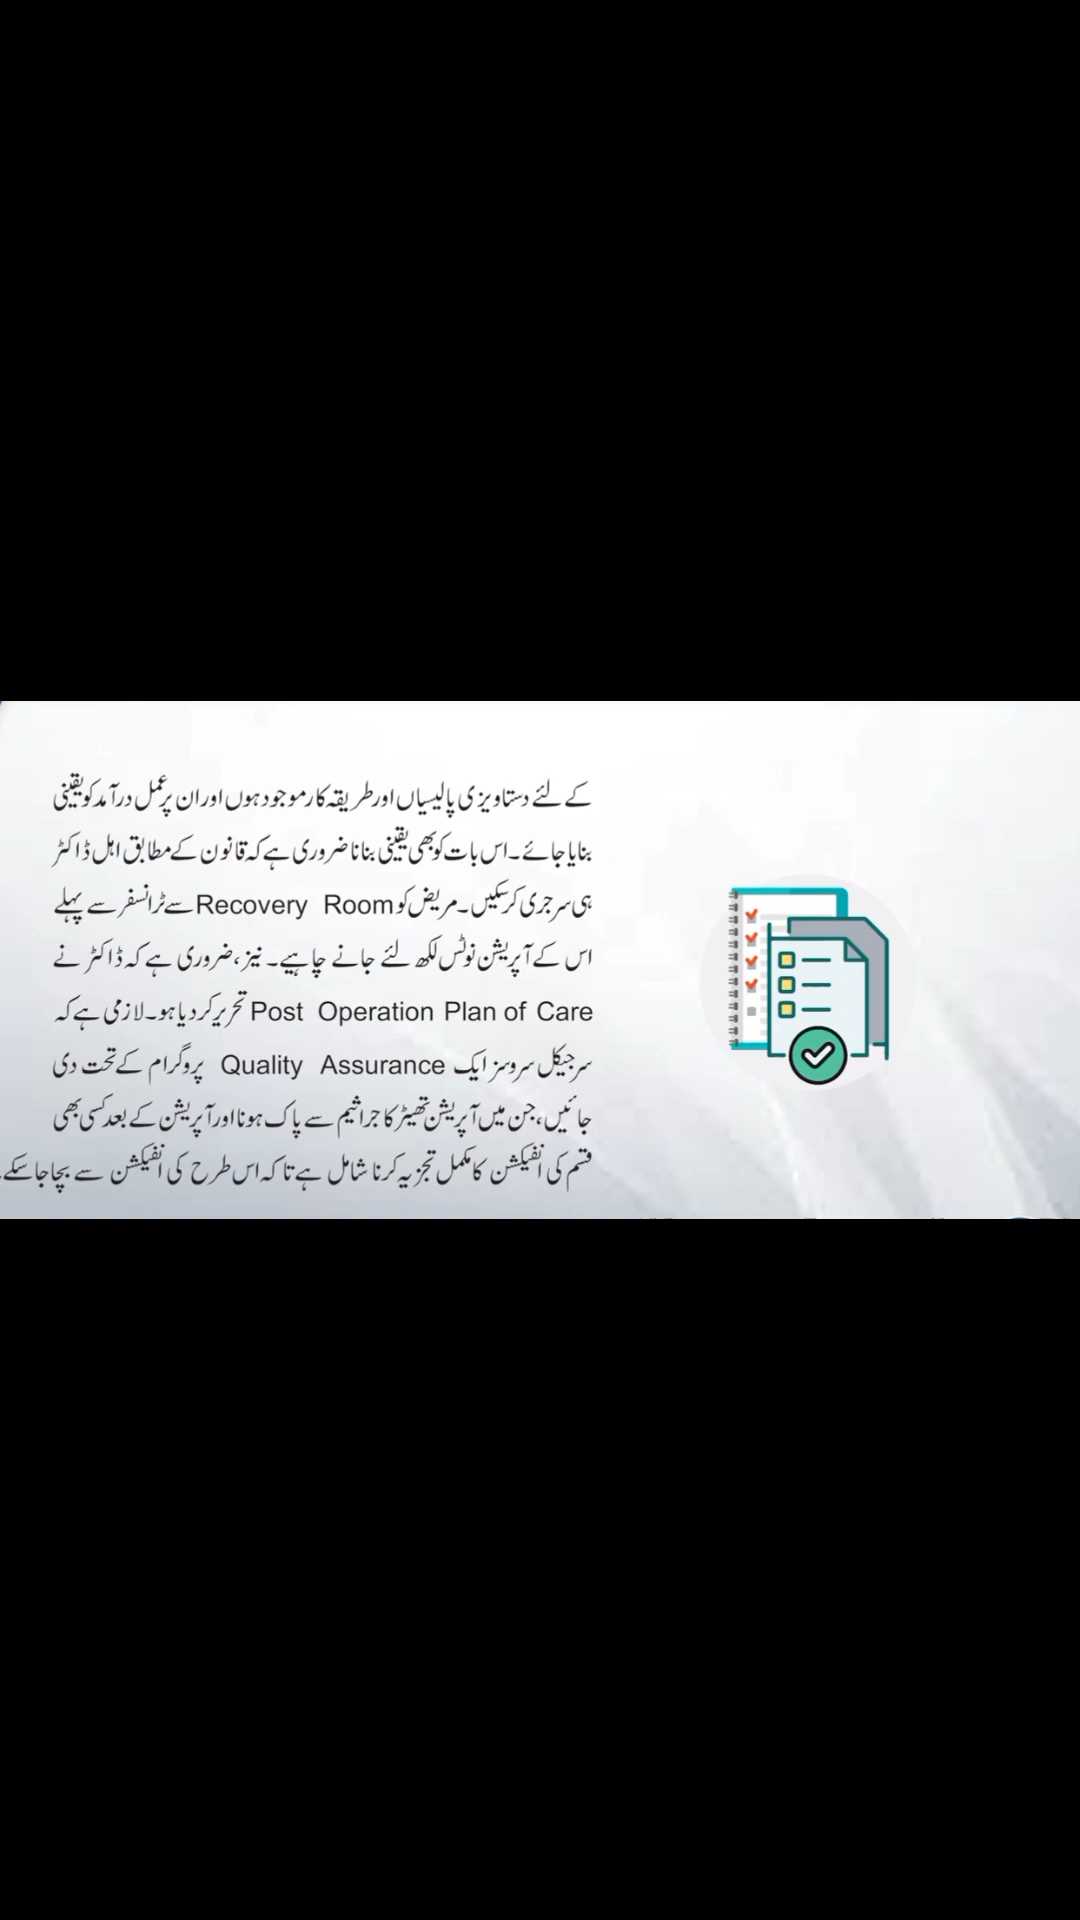 کے لئے دستاویزی پالیسیاں اور طریقہ کار موجود ہوں اور ان پر عمل درآمد کو یقینی
بنایا جائے۔ اس بات کو بھی یقینی بنانا ضروری ہے کہ قانون کے مطابق اہل ڈاکٹر
ہی سرجری کر سکیں۔ مریض کو Recovery Room سے ٹرانسفر سے پہلے
اس کے آپریشن نوٹس لکھ لئے جانے چاہیے۔ نیز، ضروری ہے کہ ڈاکٹر نے
Post Operation Plan of Care تحریر کر دیا ہو۔ لازمی ہے کہ
سرجیکل سروسز ایک Quality Assurance پروگرام کے تحت دی
جائیں، جن میں آپریشن تھیٹر کا جراثیم سے پاک ہونا اور آپریشن کے بعد کسی بھی
قسم کی انفیکشن کا مکمل تجزیہ کرنا شامل ہے تاکہ اس طرح کی انفیکشن سے بچا جا سکے۔